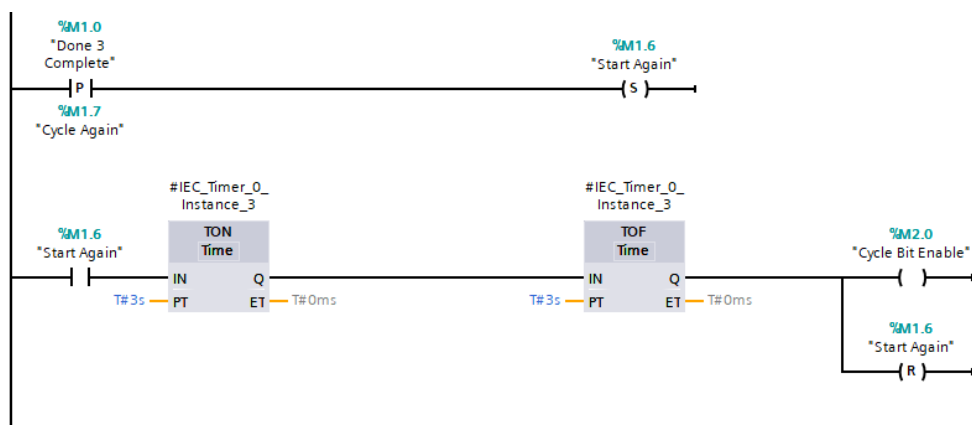 %M1.0
"Done 3
Complete"
%M1.6
"Start Again"
P
S
%M1.7
"Cycle Again"
#IEC_Timer_0_
Instance_3
#IEC_Timer_0_
Instance_3
%M1.6
"Start Again"
TON
Time
TOF
Time
%M2.0
"Cycle Bit Enable"
IN Q
IN Q
T#3s PT ET T#0ms
T#3s PT ET T#0ms
%M1.6
"Start Again"
R